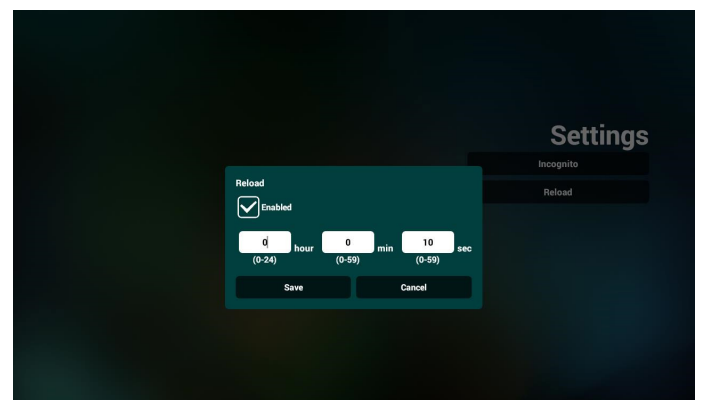 Settings
Incognito
Reload
Reload
Enabled
0 hour 0 min 10 sec
(0-24) (0-59) (0-59)
Save Cancel